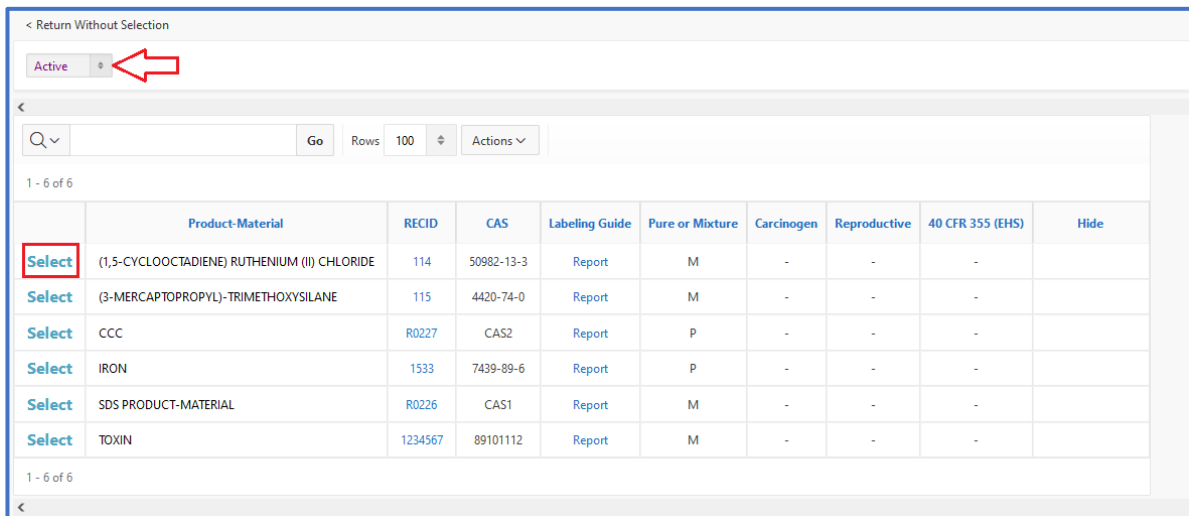 < Return Without Selection
Active
Go Rows 100 Actions
1 - 6 of 6
Product-Material RECID CAS Labeling Guide Pure or Mixture Carcinogen Reproductive 40 CFR 355 (EHS) Hide
Select (1,5-CYCLOOCTADIENE) RUTHENIUM (II) CHLORIDE 114 50982-13-3 Report M - - -
Select (3-MERCAPTOPROPYL)-TRIMETHOXYSILANE 115 4420-74-0 Report M - - -
Select CCC R0227 CAS2 Report P - - -
Select IRON 1533 7439-89-6 Report P - - -
Select SDS PRODUCT-MATERIAL R0226 CAS1 Report M - - -
Select TOXIN 1234567 89101112 Report M - - -
1 - 6 of 6